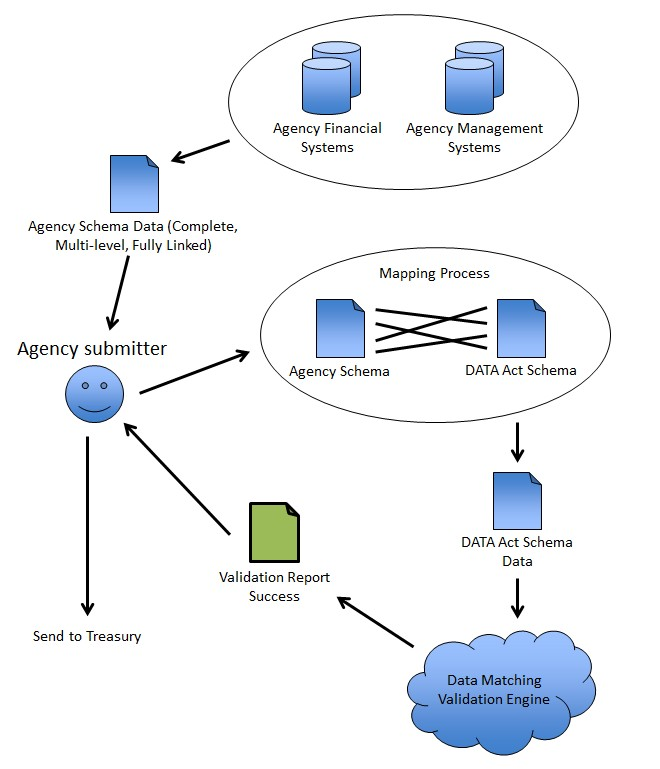 Agency Financial
Systems
Agency Management
Systems
Agency Schema Data (Complete,
Multi-level, Fully Linked)
Mapping Process
Agency Schema
DATA Act Schema
Agency submitter
DATA Act Schema
Data
Validation Report
Success
Send to Treasury
Data Matching
Validation Engine